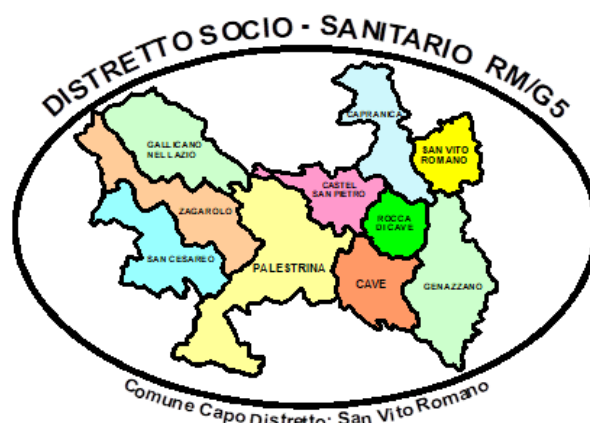 DISTRETTO SOCIO - SANITARIO RM/G5
CAPRANICA
GALLICANO
NELL LAZIO
SAN VITO
ROMANO
CASTEL
SAN PIETRO
ZAGAROLO
ROCCA
DI CAVE
SAN CESAREO
PALESTRINA
CAVE
GENAZZANO
Comune Capo Distretto: San Vito Romano